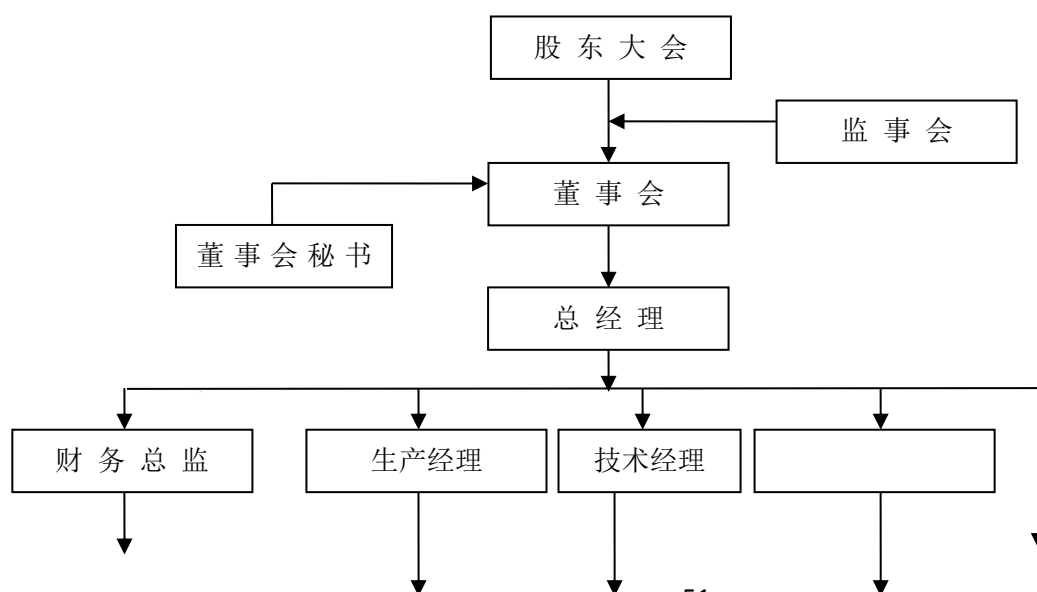 股东大会
监事会
董事会
董事会秘书
总经理
财务总监
生产经理
技术经理